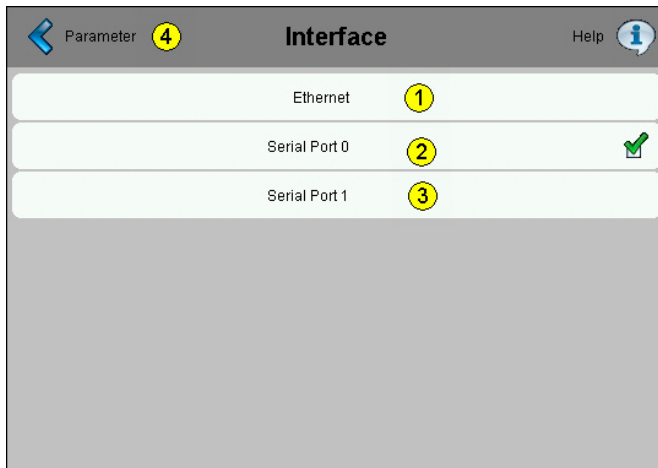 Parameter 4 Interface Help i
Ethernet 1
Serial Port 0 2
Serial Port 1 3